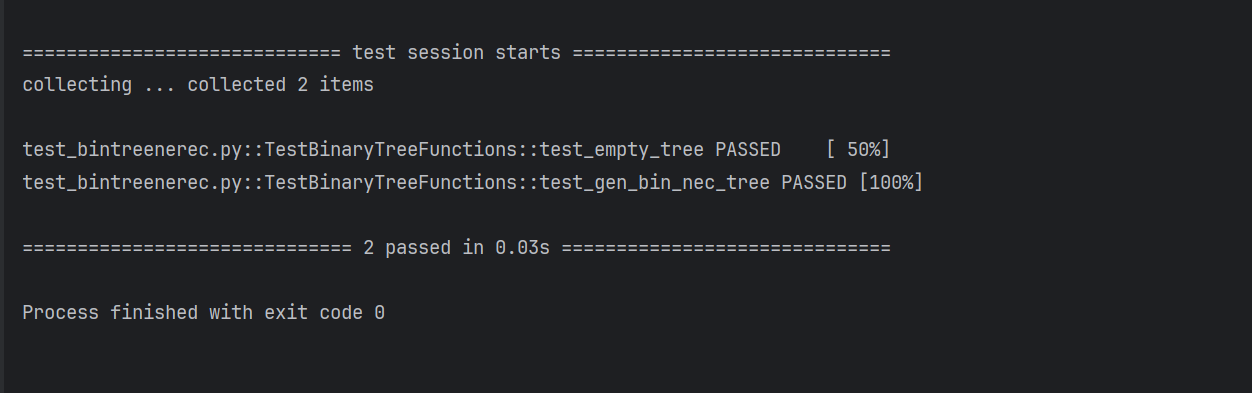 ============================= test session starts =============================
collecting ... collected 2 items
test_bintreenerec.py::TestBinaryTreeFunctions::test_empty_tree PASSED    [ 50%]
test_bintreenerec.py::TestBinaryTreeFunctions::test_gen_bin_nec_tree PASSED [100%]
============================== 2 passed in 0.03s ==============================
Process finished with exit code 0